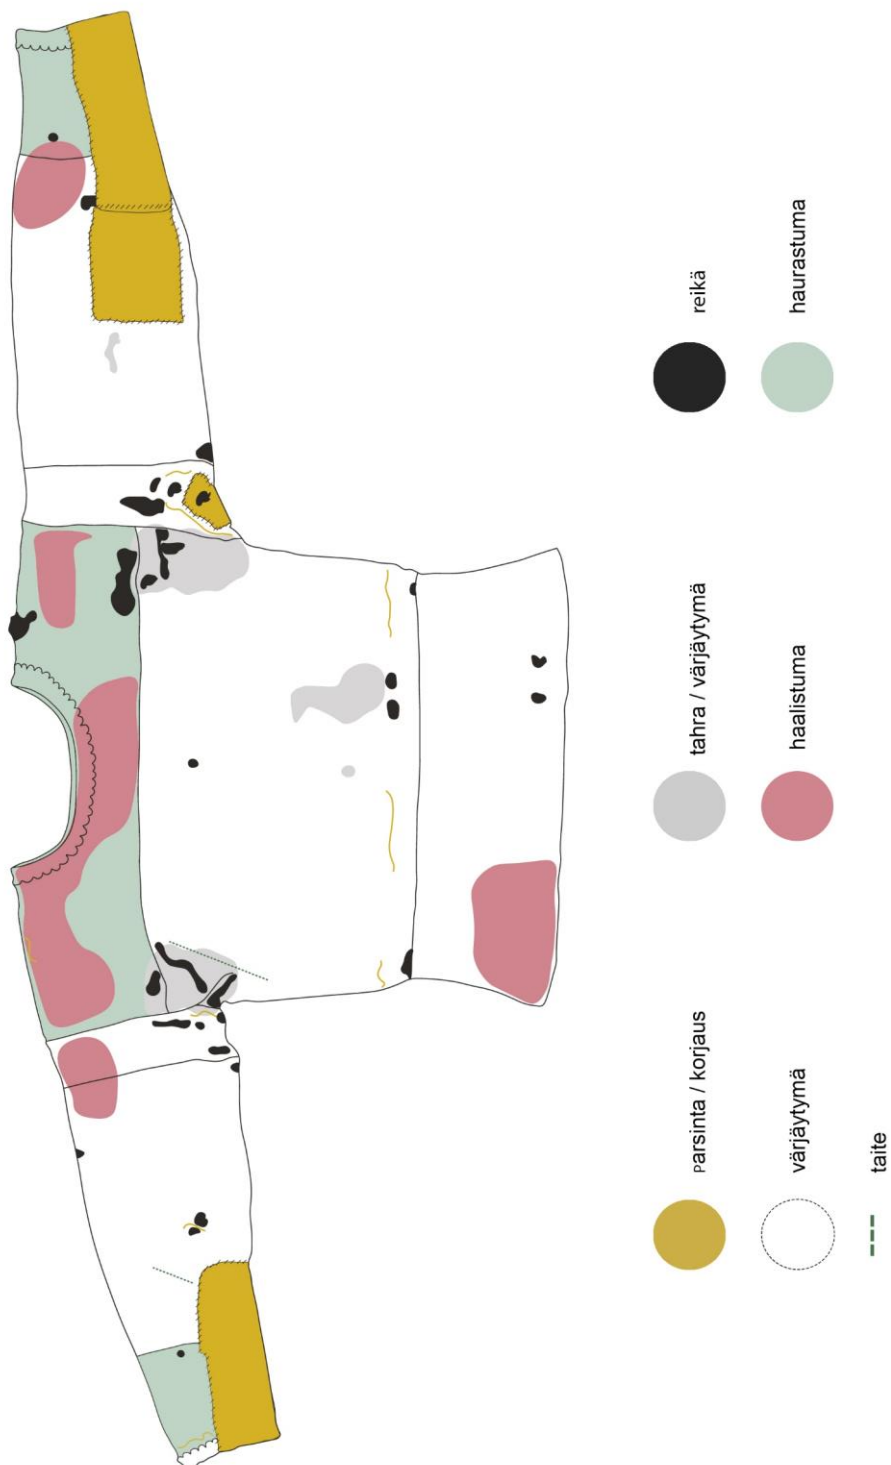 Parsinta / korjaus
tahra / värjäytymä
reikä
värjäytymä
haalistuma
haurastuma
taite